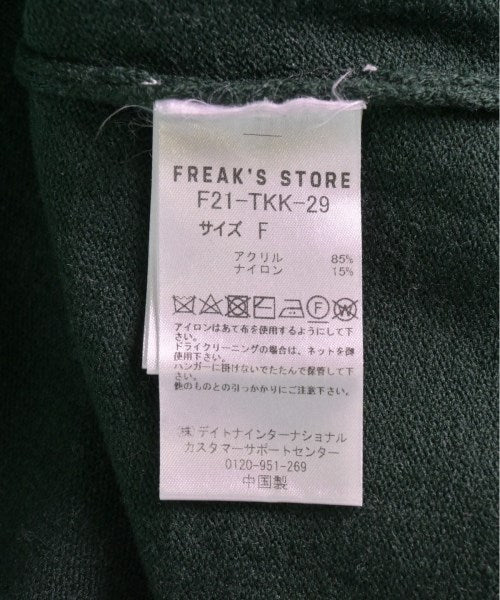 FREAK'S STORE
F21-TKK-29
サイズ F
アクリル 85%
ナイロン 15%
アイロンはあて布を使用するようにして下
さい。
ドライクリーニングの場合は、ネットを御
使用下さい。
ハンガーに掛けないでたたんで保管して下
さい。
他のものとの引っかかりにご注意下さい。
(株)デイトナインターナショナル
カスタマーサポートセンター
0120-951-269
中国製